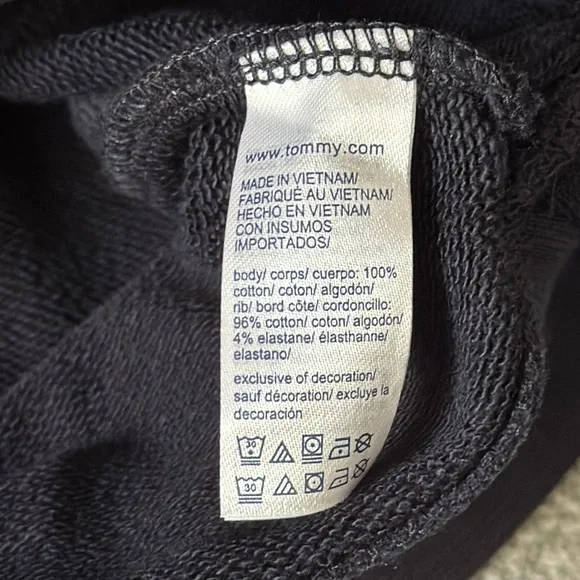 www.tommy.com
MADE IN VIETNAM/
FABRIQUÉ AU VIETNAM/
HECHO EN VIETNAM
CON INSUMOS
IMPORTADOS/
body/ corps/ cuerpo: 100%
cotton/ coton/ algodón/
rib/ bord côte/ cordoncillo:
96% cotton/ coton/ algodón/
4% elastane/ élasthanne/
elastano/
exclusive of decoration/
sauf décoration/ excluye la
decoración
30
30